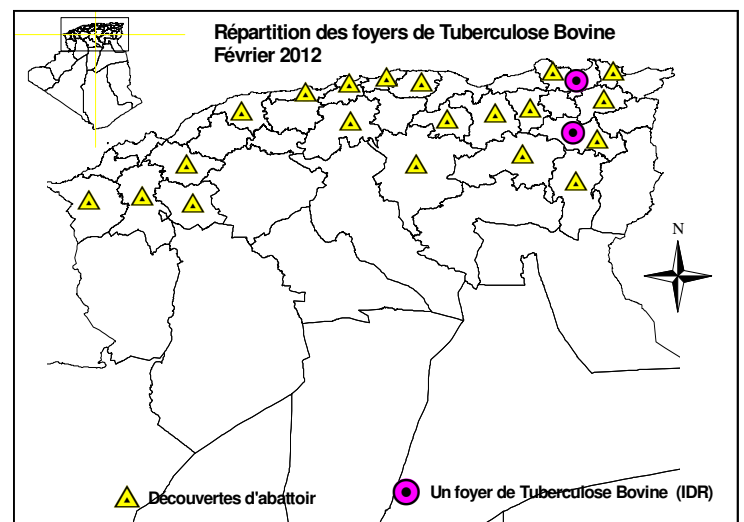 Répartition des foyers de Tuberculose Bovine
Février 2012
N
Découvertes d'abattoir
Un foyer de Tuberculose Bovine (IDR)